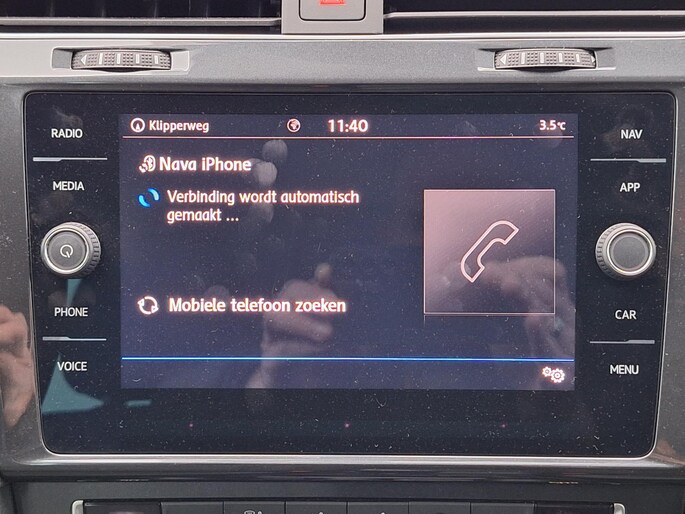 RADIO
MEDIA
PHONE
VOICE
Klipperweg
11:40
3.5°C
Nava iPhone
Verbinding wordt automatisch
gemaakt ...
Mobiele telefoon zoeken
NAV
APP
CAR
MENU